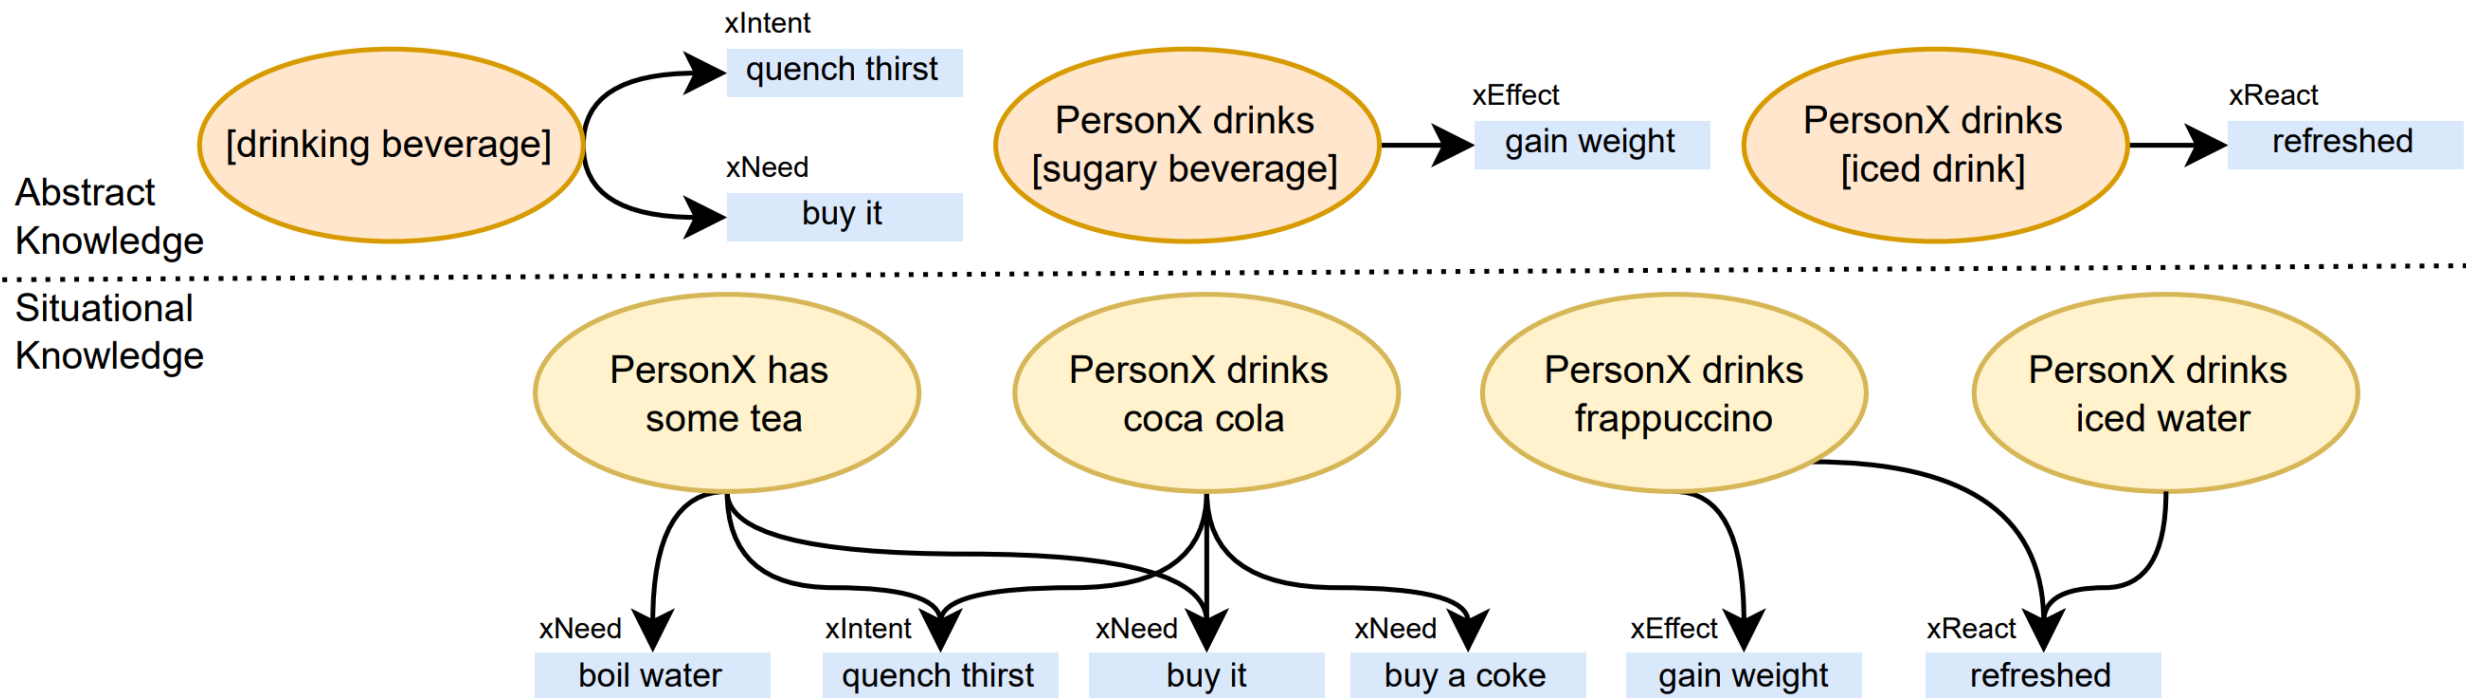 xIntent
quench thirst
[drinking beverage]
xNeed
buy it
PersonX drinks
[sugary beverage]
xEffect
gain weight
PersonX drinks
[iced drink]
xReact
refreshed
Abstract
Knowledge
Situational
Knowledge
PersonX has
some tea
PersonX drinks
coca cola
PersonX drinks
frappuccino
PersonX drinks
iced water
xNeed
boil water
xIntent
quench thirst
xNeed
buy it
xNeed
buy a coke
xEffect
gain weight
xReact
refreshed